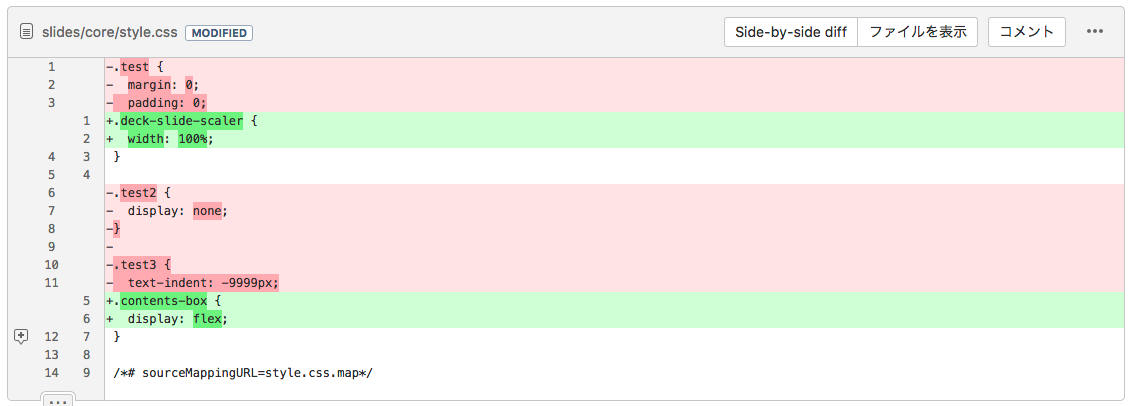 slides/core/style.css MODIFIED Side-by-side diff ファイルを表示 コメント •••
1 -.test {
2 -  margin: 0;
3 -  padding: 0;
1 +.deck-slide-scaler {
2 +  width: 100%;
4 3 }
5 4
6 -.test2 {
7 -  display: none;
8 -}
9 -
10 -.test3 {
11 -  text-indent: -9999px;
5 +.contents-box {
6 +  display: flex;
12 7 }
13 8
14 9 /*# sourceMappingURL=style.css.map*/
...